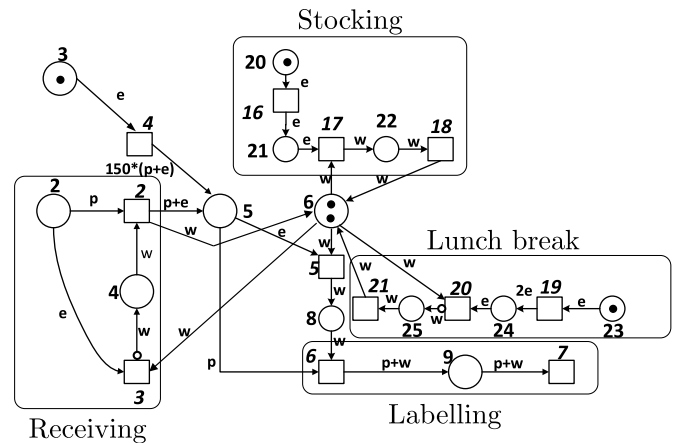 Stocking
3
20
e
e
16
17
22
18
e
4
21
e
w
w
150*(p+e)
w
w
2
2
6
p
p+e
5
w
e
w
Lunch break
w
w
5
21
20
19
4
w
w
2e
e
e
8
25
w
24
23
e
w
w
w
p
6
9
7
p+w
p+w
3
Receiving
Labelling